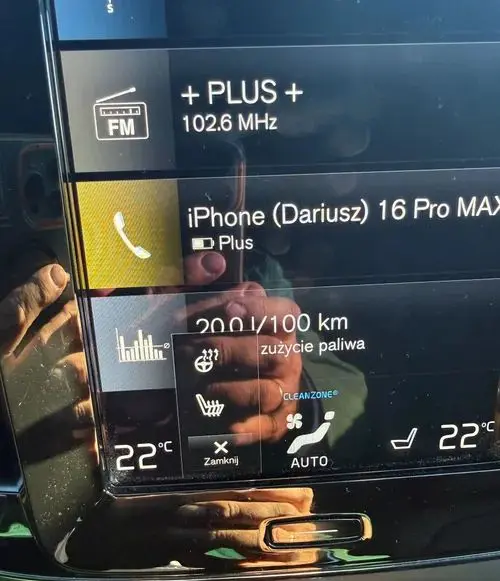 S
+ PLUS +
102.6 MHz
FM
iPhone (Dariusz) 16 Pro MAX
Plus
20.0 l/100 km
zużycie paliwa
CLEANZONE®
22°C
Zamknij
AUTO
22°C